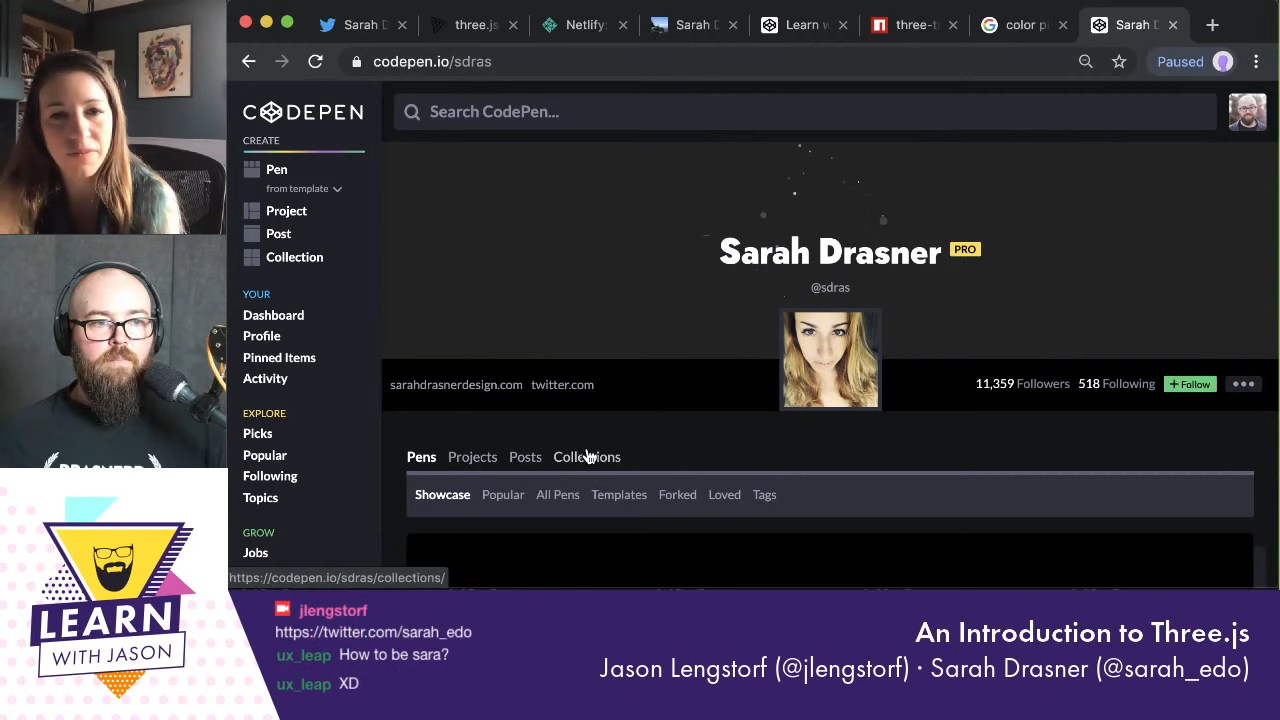 Sarah D
three.js
Netlify:
Sarah D
Learn w
three-t
color p
Sarah D
codepen.io/sdras
Paused
CODEPEN
Search CodePen...
CREATE
Pen
from template
Project
Post
Collection
YOUR
Dashboard
Profile
Pinned Items
Activity
EXPLORE
Picks
Popular
Following
Topics
GROW
Jobs
Sarah Drasner PRO
@sdras
sarahdrasnerdesign.com twitter.com
11,359 Followers 518 Following + Follow
Pens Projects Posts Collections
Showcase Popular All Pens Templates Forked Loved Tags
https://codepen.io/sdras/collections/
LEARN
WITH JASON
jlengstorf
https://twitter.com/sarah_edo
ux_leap How to be sara?
ux_leap XD
An Introduction to Three.js
Jason Lengstorf (@jlengstorf) · Sarah Drasner (@sarah_edo)